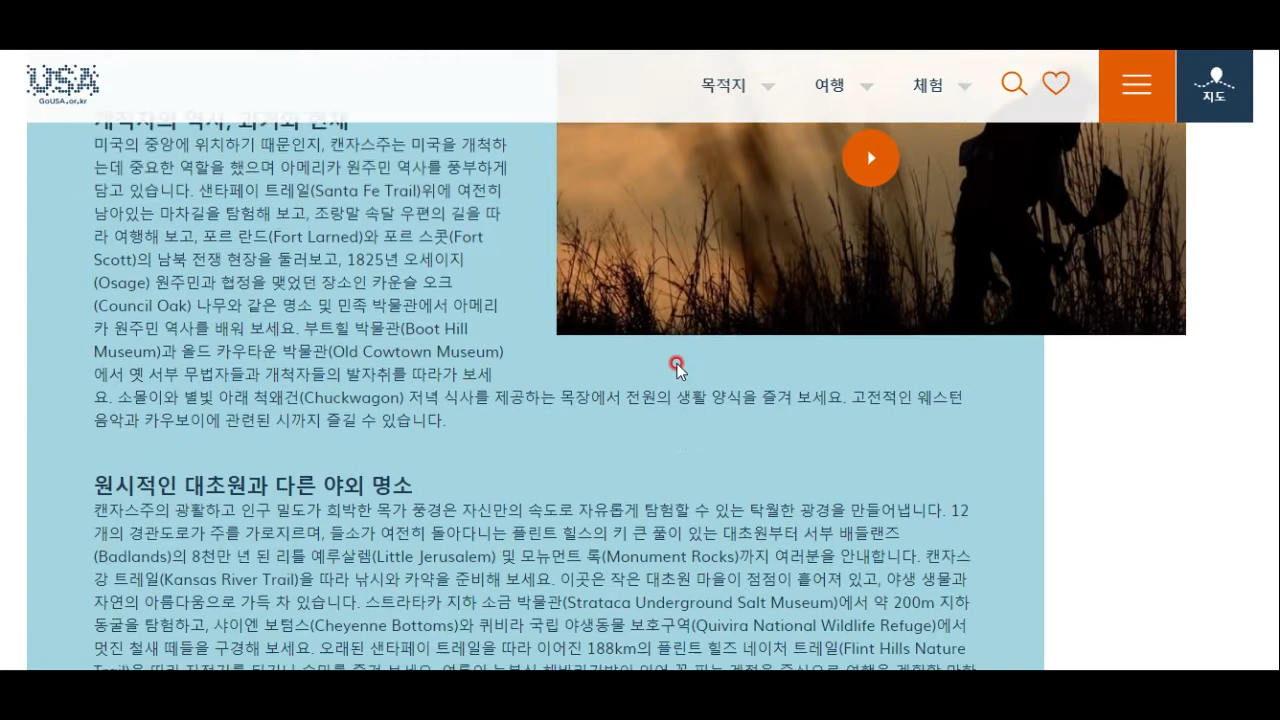 USA
GoUSA.or.kr
목적지
여행
체험
지도
개척자의 역사, 과거와 현재
미국의 중앙에 위치하기 때문인지, 캔자스주는 미국을 개척하
는데 중요한 역할을 했으며 아메리카 원주민 역사를 풍부하게
담고 있습니다. 샌타페이 트레일(Santa Fe Trail)위에 여전히
남아있는 마차길을 탐험해 보고, 조랑말 속달 우편의 길을 따
라 여행해 보고, 포르 란드(Fort Larned)와 포르 스콧(Fort
Scott)의 남북 전쟁 현장을 둘러보고, 1825년 오세이지
(Osage) 원주민과 협정을 맺었던 장소인 카운슬 오크
(Council Oak) 나무와 같은 명소 및 민족 박물관에서 아메리
카 원주민 역사를 배워 보세요. 부트힐 박물관(Boot Hill
Museum)과 올드 카우타운 박물관(Old Cowtown Museum)
에서 옛 서부 무법자들과 개척자들의 발자취를 따라가 보세
요. 소몰이와 별빛 아래 척왜건(Chuckwagon) 저녁 식사를 제공하는 목장에서 전원의 생활 양식을 즐겨 보세요. 고전적인 웨스턴
음악과 카우보이에 관련된 시까지 즐길 수 있습니다.
원시적인 대초원과 다른 야외 명소
캔자스주의 광활하고 인구 밀도가 희박한 목가 풍경은 자신만의 속도로 자유롭게 탐험할 수 있는 탁월한 광경을 만들어냅니다. 12
개의 경관도로가 주를 가로지르며, 들소가 여전히 돌아다니는 플린트 힐스의 키 큰 풀이 있는 대초원부터 서부 배들랜즈
(Badlands)의 8천만 년 된 리틀 예루살렘(Little Jerusalem) 및 모뉴먼트 록(Monument Rocks)까지 여러분을 안내합니다. 캔자스
강 트레일(Kansas River Trail)을 따라 낚시와 카약을 준비해 보세요. 이곳은 작은 대초원 마을이 점점이 흩어져 있고, 야생 생물과
자연의 아름다움으로 가득 차 있습니다. 스트라타카 지하 소금 박물관(Strataca Underground Salt Museum)에서 약 200m 지하
동굴을 탐험하고, 샤이엔 보텀스(Cheyenne Bottoms)와 퀴비라 국립 야생동물 보호구역(Quivira National Wildlife Refuge)에서
멋진 철새 떼들을 구경해 보세요. 오래된 샌타페이 트레일을 따라 이어진 188km의 플린트 힐즈 네이처 트레일(Flint Hills Nature